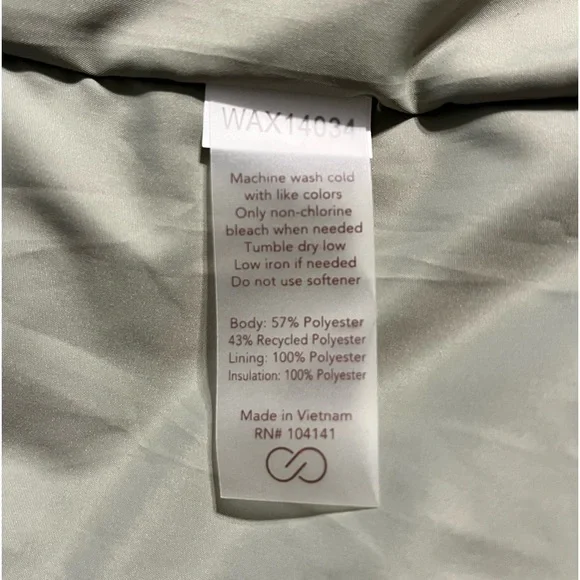 WAX14034
Machine wash cold
with like colors
Only non-chlorine
bleach when needed
Tumble dry low
Low iron if needed
Do not use softener
Body: 57% Polyester
43% Recycled Polyester
Lining: 100% Polyester
Insulation: 100% Polyester
Made in Vietnam
RN# 104141